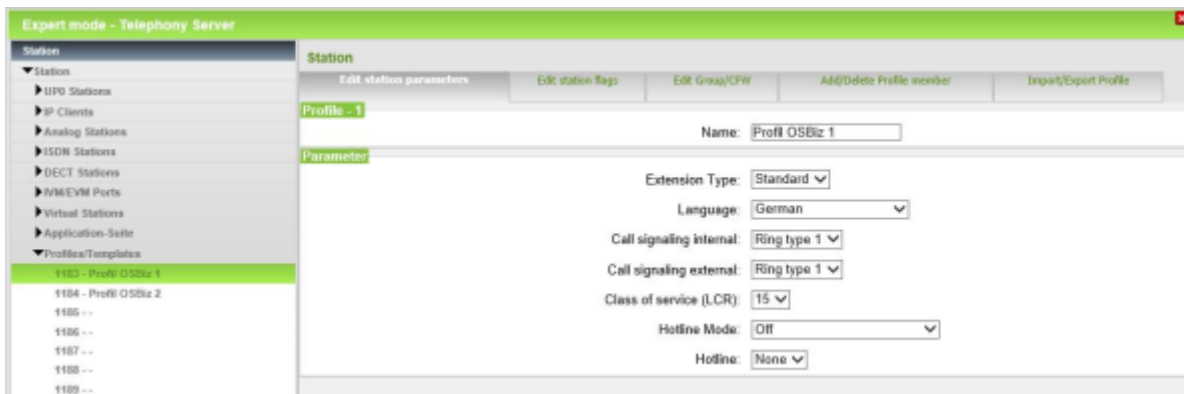 Expert mode - Telephony Server
Station
▼Station
▶UP0 Stations
▶IP Clients
▶Analog Stations
▶ISDN Stations
▶DECT Stations
▶IVM/EVM Ports
▶Virtual Stations
▶Application-Suite
▼Profiles/Templates
1183 - Profil OSBiz 1
1184 - Profil OSBiz 2
1185 - -
1186 - -
1187 - -
1188 - -
1189 - -
Station
Edit station parameters Edit station flags Edit Group/CFW Add/Delete Profile member Import/Export Profile
Profile - 1
Name: Profil OSBiz 1
Parameter
Extension Type: Standard
Language: German
Call signaling internal: Ring type 1
Call signaling external: Ring type 1
Class of service (LCR): 15
Hotline Mode: Off
Hotline: None